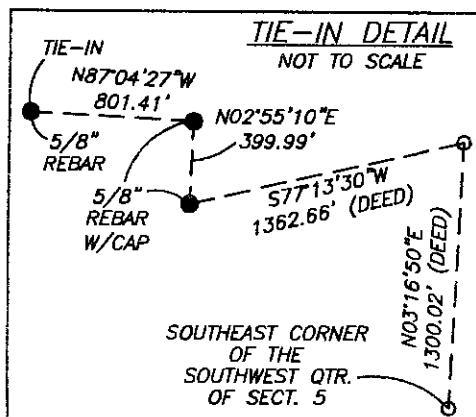 TIE-IN DETAIL
NOT TO SCALE
TIE-IN
N87°04'27"W
801.41'
5/8"
REBAR
N02°55'10"E
399.99'
5/8"
REBAR
W/CAP
S77°13'30"W
1362.66' (DEED)
N03°16'50"E
1300.02' (DEED)
SOUTHEAST CORNER
OF THE
SOUTHWEST QTR.
OF SECT. 5